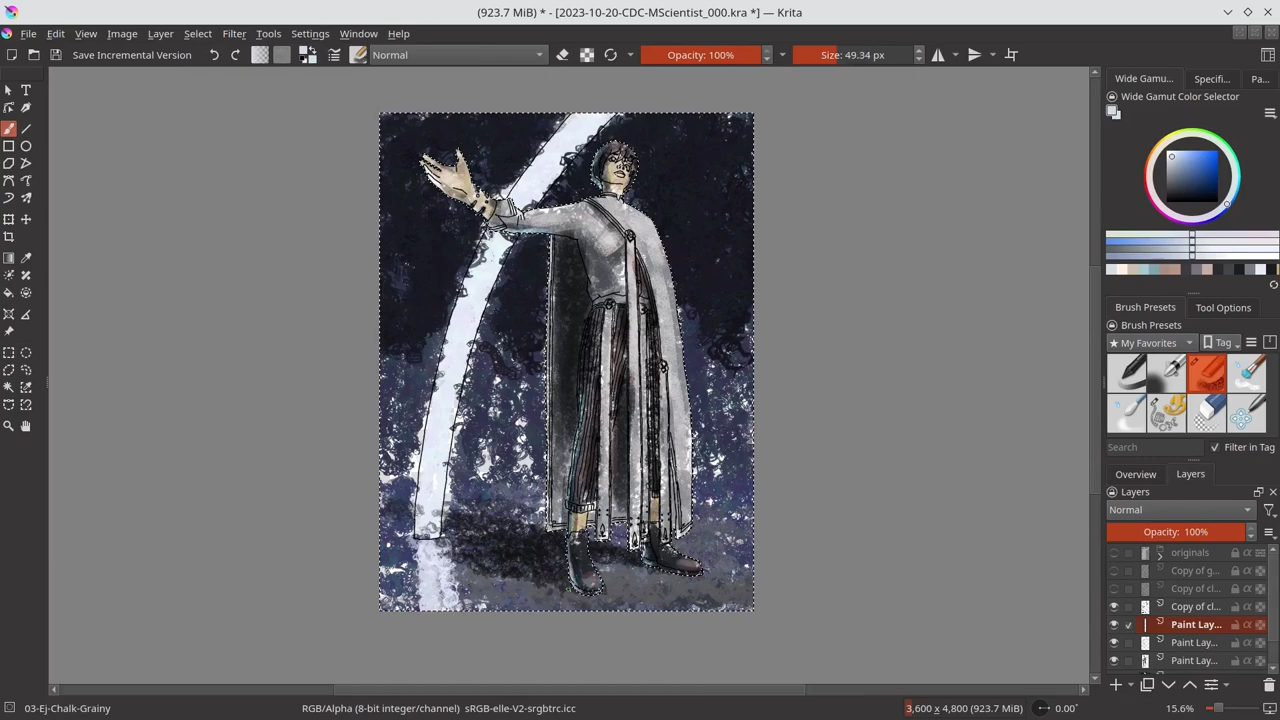 (923.7 MiB) * - [2023-10-20-CDC-MScientist_000.kra *] — Krita
File Edit View Image Layer Select Filter Tools Settings Window Help
Save Incremental Version Normal Opacity: 100% Size: 49.34 px
Wide Gamu... Specifi... Pa...
Wide Gamut Color Selector
Brush Presets Tool Options
Brush Presets
★ My Favorites Tag
Search Filter in Tag
Overview Layers
Layers
Normal
Opacity: 100%
originals
Copy of g...
Copy of cl...
Copy of cl...
Paint Lay...
Paint Lay...
Paint Lay...
03-Ej-Chalk-Grainy RGB/Alpha (8-bit integer/channel) sRGB-elle-V2-srgbtrc.icc 3,600 x 4,800 (923.7 MiB) 0.00° 15.6%